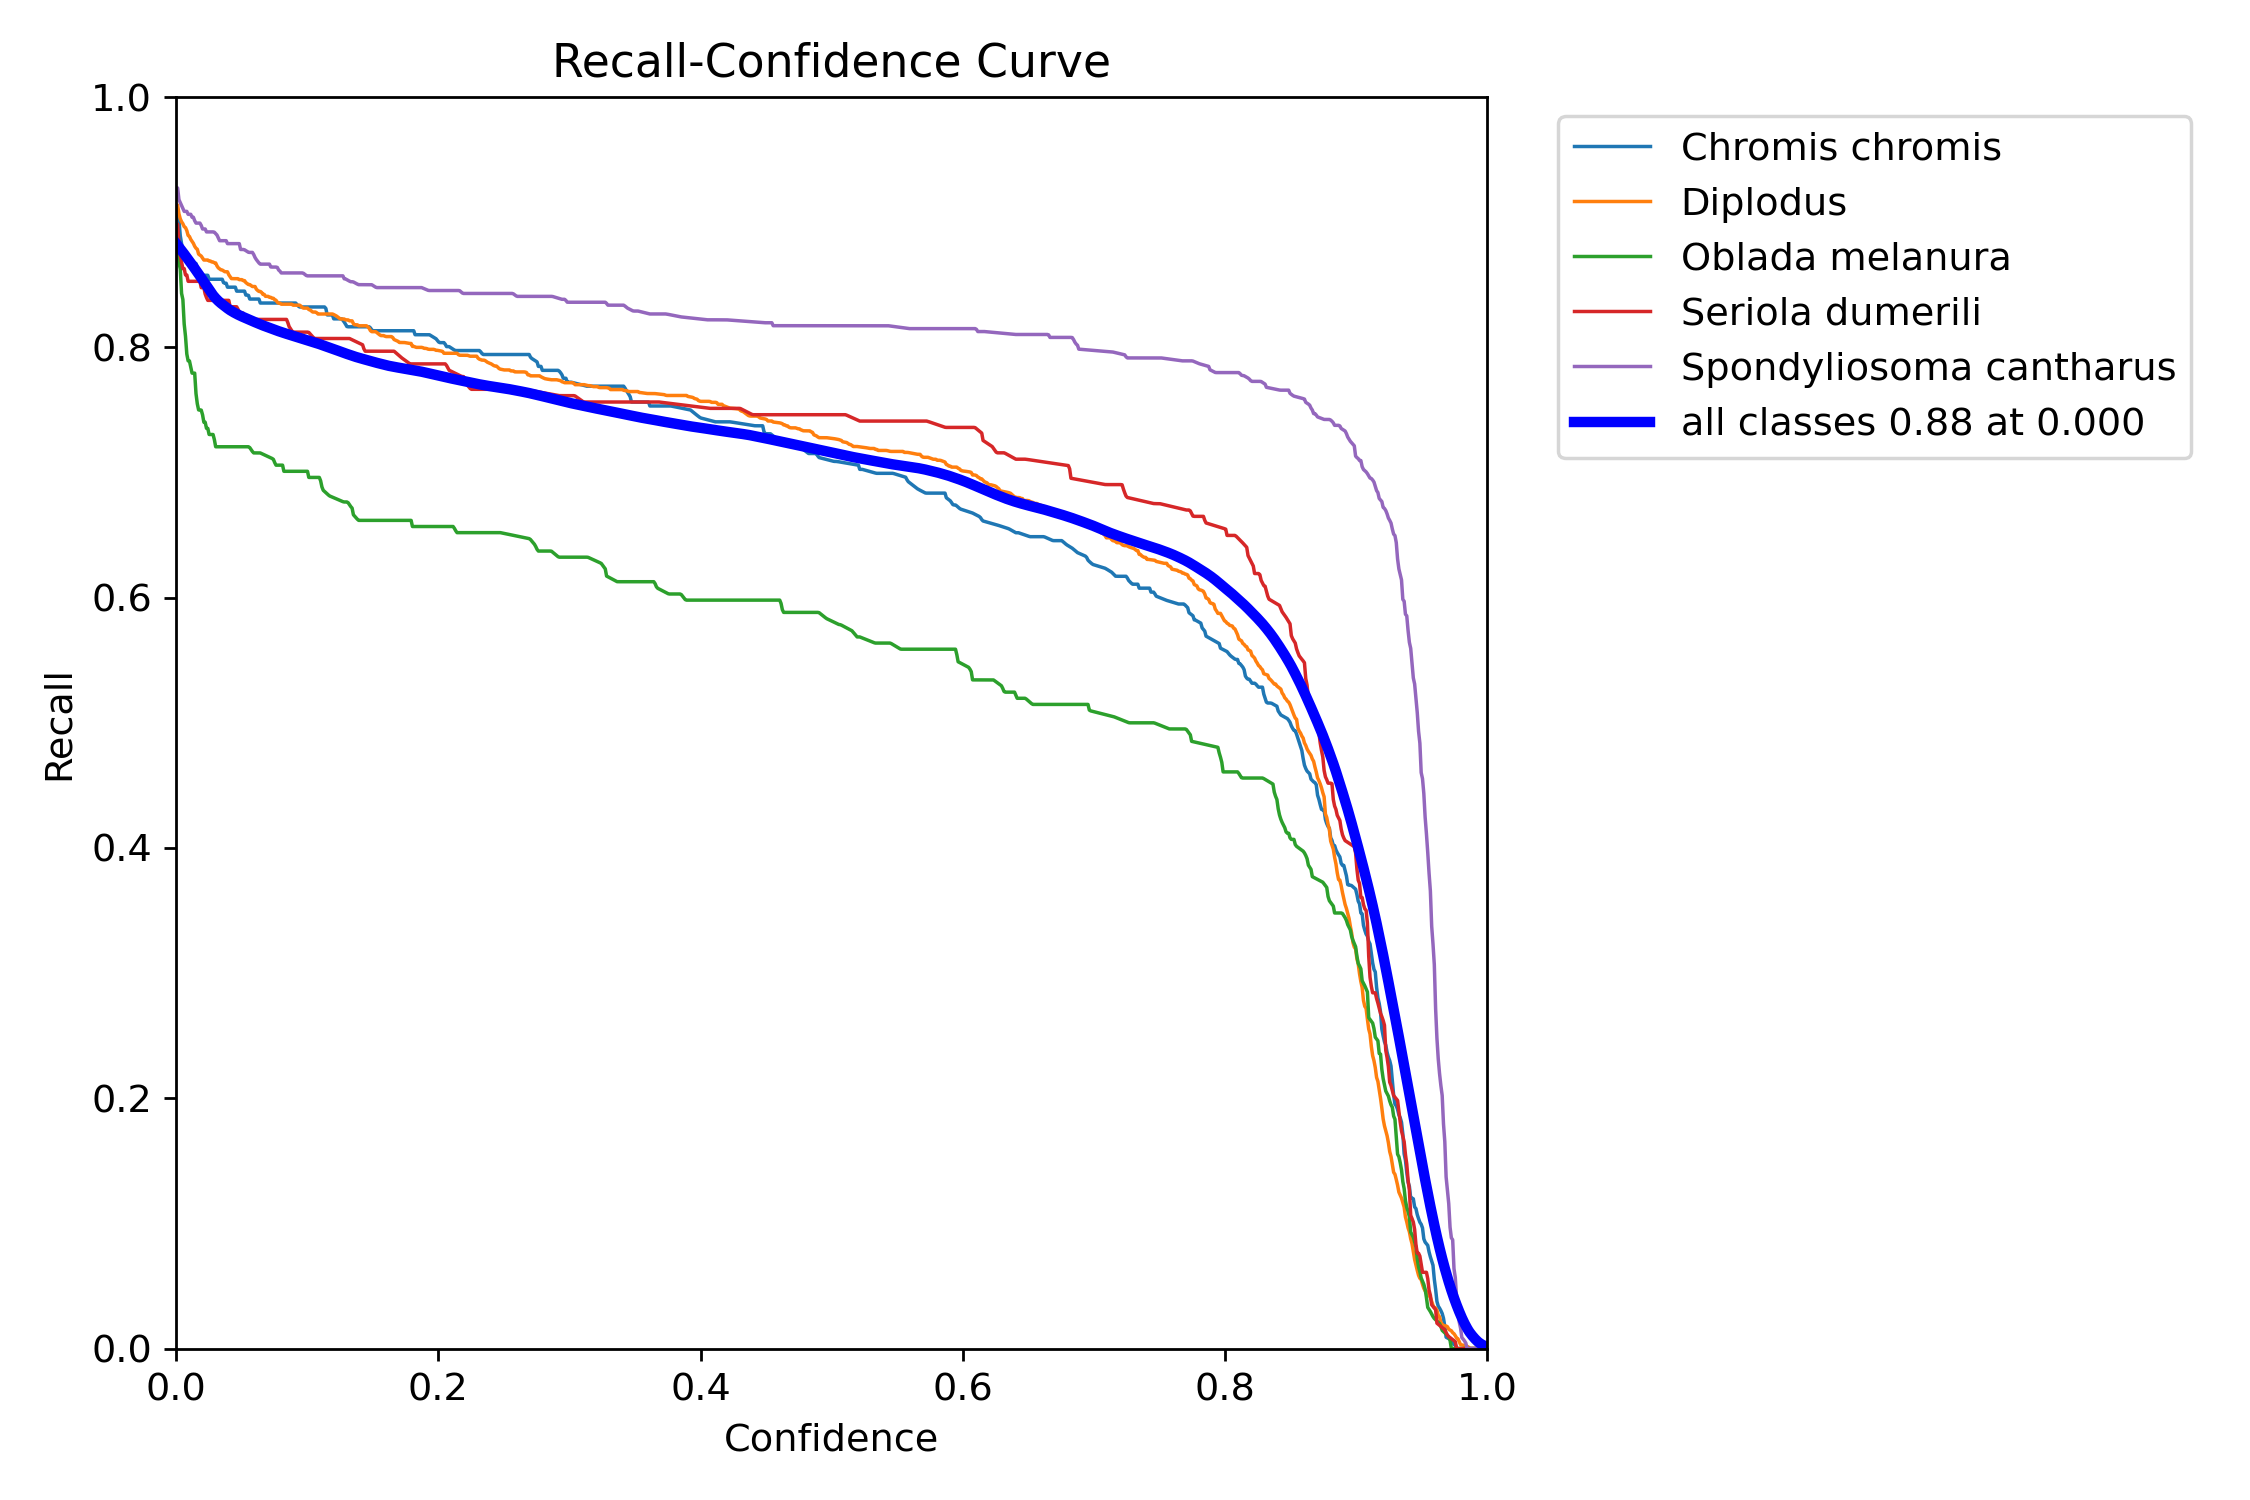 Recall-Confidence Curve
1.0
0.8
0.6
0.4
0.2
0.0
Recall
0.0 0.2 0.4 0.6 0.8 1.0
Confidence
Chromis chromis
Diplodus
Oblada melanura
Seriola dumerili
Spondyliosoma cantharus
all classes 0.88 at 0.000